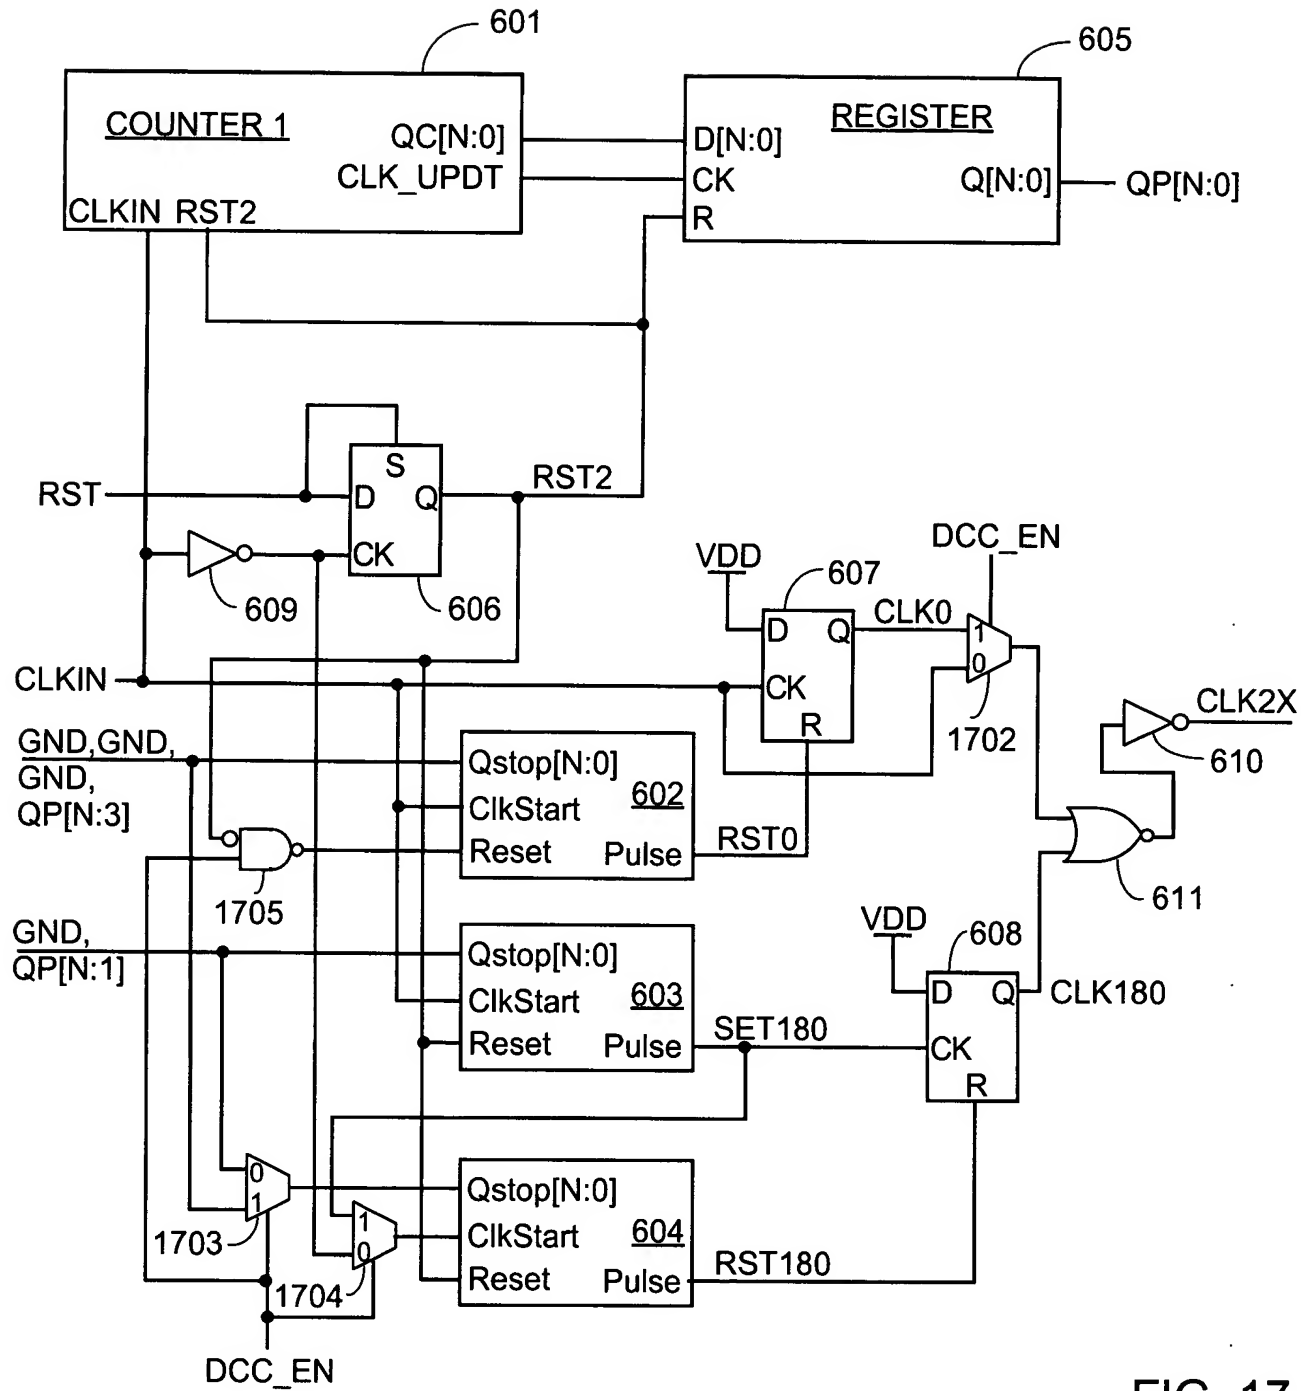 601
605
COUNTER 1
REGISTER
QC[N:0]
D[N:0]
CLK_UPDT
CK
Q[N:0]
QP[N:0]
CLKIN RST2
R
S
RST
D
Q
RST2
CK
609
606
DCC_EN
VDD
607
CLK0
D
Q
1
0
CLKIN
CK
R
1702
CLK2X
610
GND,GND,
GND,
QP[N:3]
Qstop[N:0]
602
ClkStart
Reset
Pulse
RST0
1705
611
GND,
QP[N:1]
VDD
608
Qstop[N:0]
603
ClkStart
Reset
Pulse
SET180
D
Q
CLK180
CK
R
0
1
1703
1
0
1704
Qstop[N:0]
604
ClkStart
Reset
Pulse
RST180
DCC_EN
FIG. 17